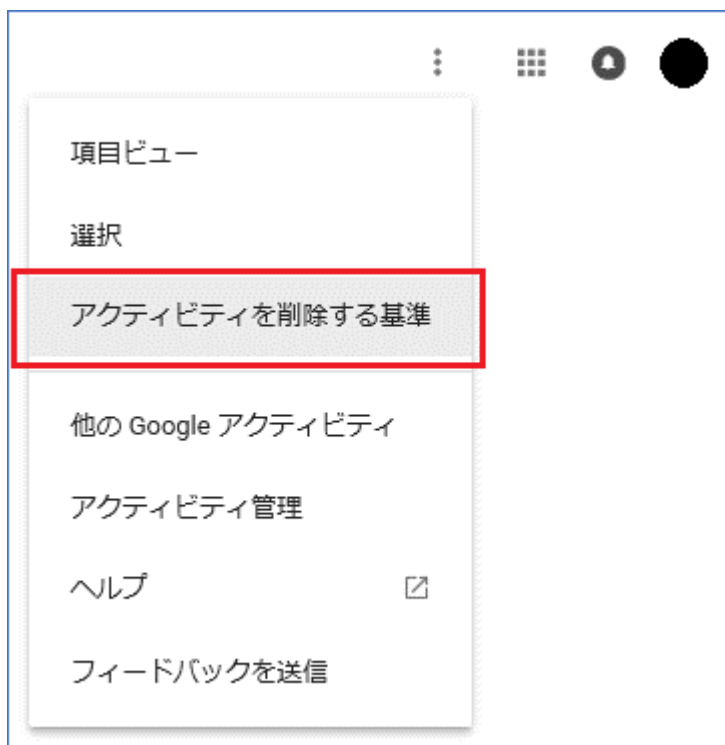 項目ビュー
選択
アクティビティを削除する基準
他の Google アクティビティ
アクティビティ管理
ヘルプ
フィードバックを送信